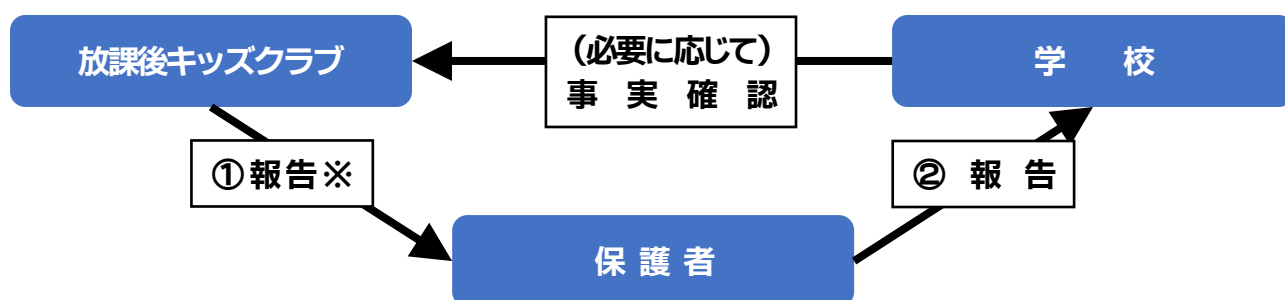 放課後キッズクラブ
(必要に応じて)
事実確認
学校
①報告※
②報告
保護者